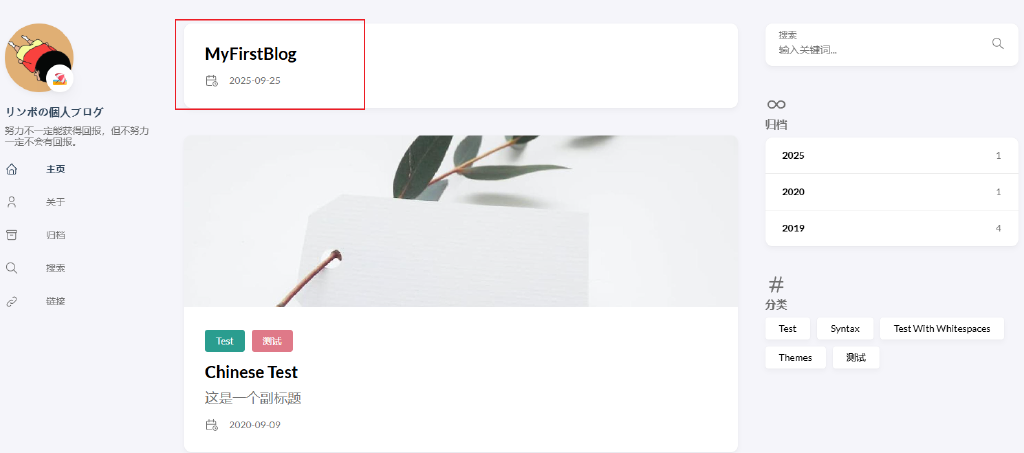 リンボの個人ブログ
努力不一定能获得回报，但不努力
一定不会有回报。
主页
关于
归档
搜索
链接
MyFirstBlog
2025-09-25
Test
测试
Chinese Test
这是一个副标题
2020-09-09
搜索
输入关键词...
归档
2025 1
2020 1
2019 4
分类
Test
Syntax
Test With Whitespaces
Themes
测试